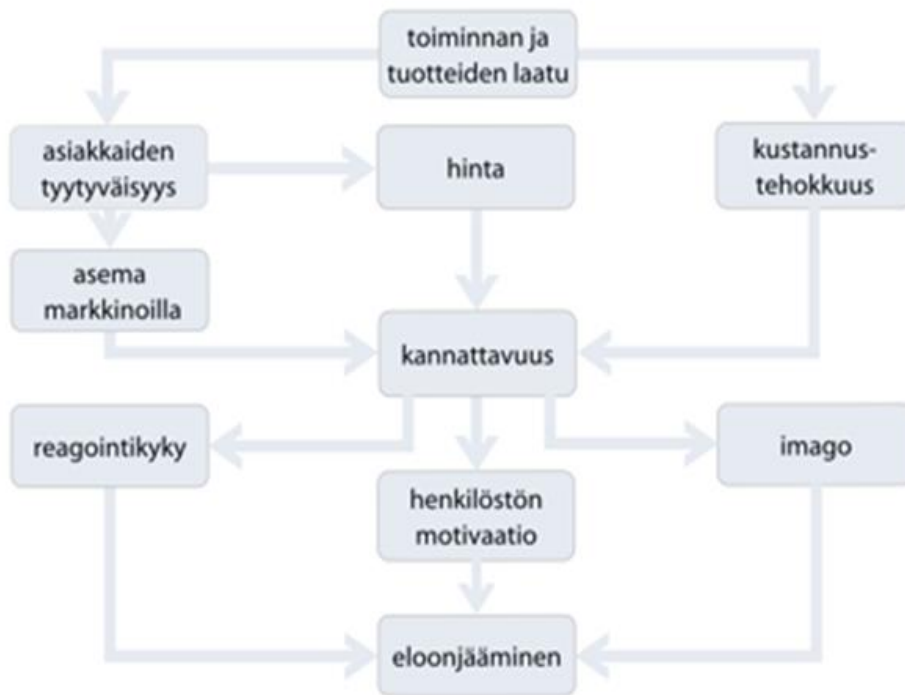 toiminnan ja
tuotteiden laatu
asiakkaiden
tyytyväisyys
hinta
kustannus-
tehokkuus
asema
markkinoilla
kannattavuus
reagointikyky
imago
henkilöstön
motivaatio
eloonjääminen